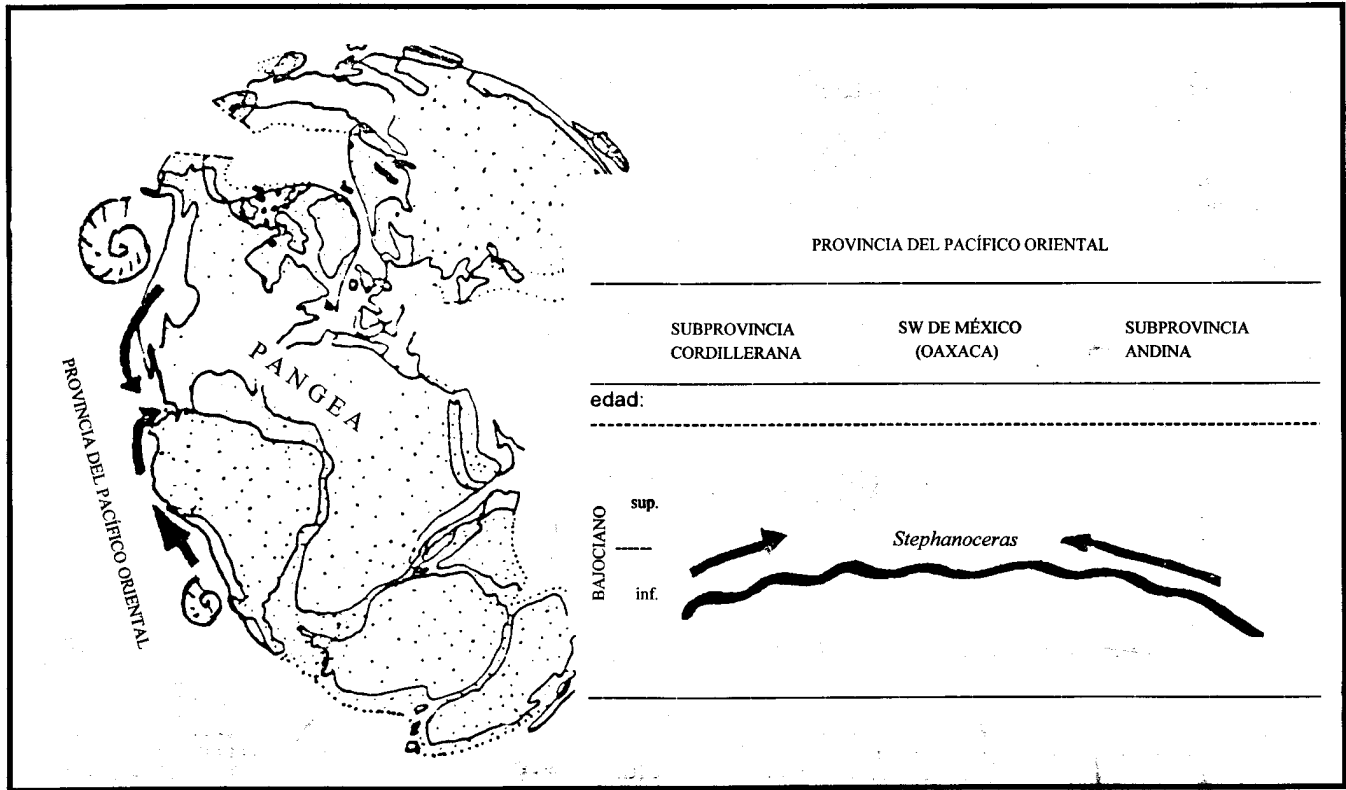 PROVINCIA DEL PACÍFICO ORIENTAL
PANGEA
PROVINCIA DEL PACÍFICO ORIENTAL
SUBPROVINCIA
CORDILLERANA
SW DE MÉXICO
(OAXACA)
SUBPROVINCIA
ANDINA
edad:
BAJOCIANO
sup.
inf.
Stephanoceras